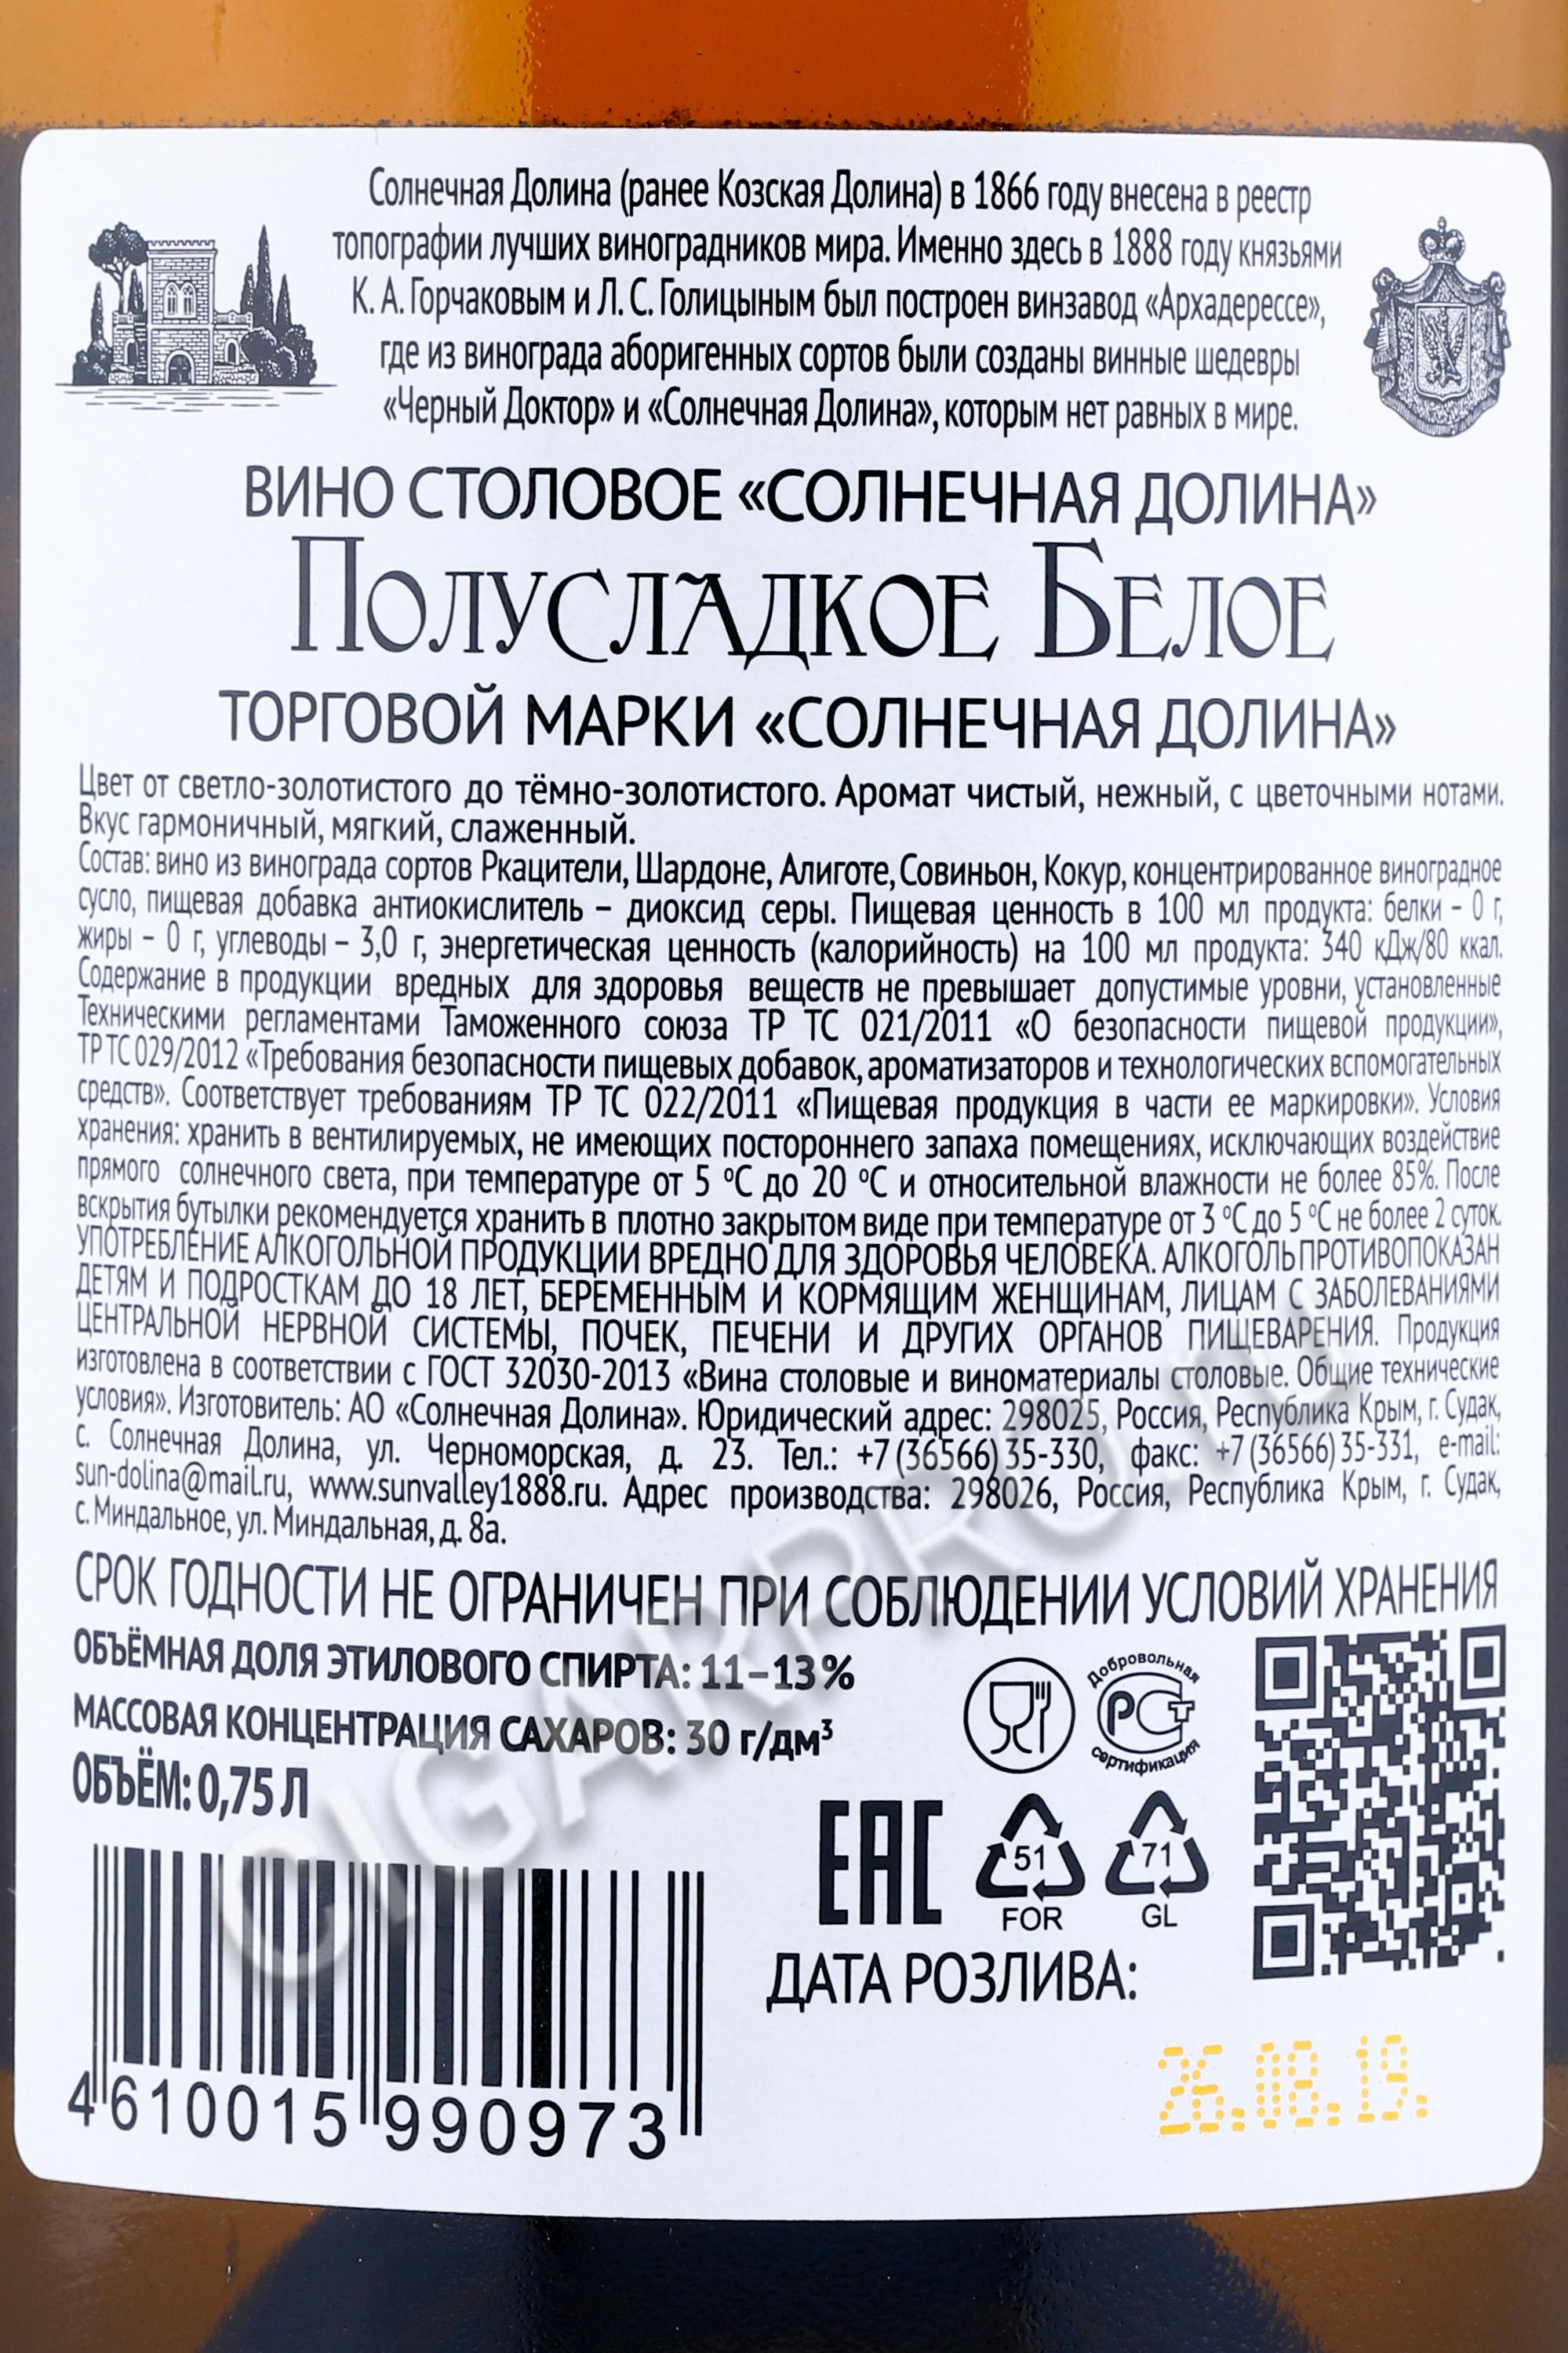 Солнечная Долина (ранее Козская Долина) в 1866 году внесена в реестр
топографии лучших виноградников мира. Именно здесь в 1888 году князьями
К. А. Горчаковым и Л. С. Голицыным был построен винзавод «Архадерессе»,
где из винограда аборигенных сортов были созданы винные шедевры
«Черный Доктор» и «Солнечная Долина», которым нет равных в мире.
ВИНО СТОЛОВОЕ «СОЛНЕЧНАЯ ДОЛИНА»
ПОЛУСЛАДКОЕ БЕЛОЕ
ТОРГОВОЙ МАРКИ «СОЛНЕЧНАЯ ДОЛИНА»
Цвет от светло-золотистого до тёмно-золотистого. Аромат чистый, нежный, с цветочными нотами.
Вкус гармоничный, мягкий, слаженный.
Состав: вино из винограда сортов Ркацители, Шардоне, Алиготе, Совиньон, Кокур, концентрированное виноградное
сусло, пищевая добавка антиокислитель – диоксид серы. Пищевая ценность в 100 мл продукта: белки – 0 г,
жиры – 0 г, углеводы – 3,0 г, энергетическая ценность (калорийность) на 100 мл продукта: 340 кДж/80 ккал.
Содержание в продукции вредных для здоровья веществ не превышает допустимые уровни, установленные
Техническими регламентами Таможенного союза ТР ТС 021/2011 «О безопасности пищевой продукции»,
ТР ТС 029/2012 «Требования безопасности пищевых добавок, ароматизаторов и технологических вспомогательных
средств». Соответствует требованиям ТР ТС 022/2011 «Пищевая продукция в части ее маркировки». Условия
хранения: хранить в вентилируемых, не имеющих постороннего запаха помещениях, исключающих воздействие
прямого солнечного света, при температуре от 5 °С до 20 °С и относительной влажности не более 85%. После
вскрытия бутылки рекомендуется хранить в плотно закрытом виде при температуре от 3 °С до 5 °С не более 2 суток.
УПОТРЕБЛЕНИЕ АЛКОГОЛЬНОЙ ПРОДУКЦИИ ВРЕДНО ДЛЯ ЗДОРОВЬЯ ЧЕЛОВЕКА. АЛКОГОЛЬ ПРОТИВОПОКАЗАН
ДЕТЯМ И ПОДРОСТКАМ ДО 18 ЛЕТ, БЕРЕМЕННЫМ И КОРМЯЩИМ ЖЕНЩИНАМ, ЛИЦАМ С ЗАБОЛЕВАНИЯМИ
ЦЕНТРАЛЬНОЙ НЕРВНОЙ СИСТЕМЫ, ПОЧЕК, ПЕЧЕНИ И ДРУГИХ ОРГАНОВ ПИЩЕВАРЕНИЯ. Продукция
изготовлена в соответствии с ГОСТ 32030-2013 «Вина столовые и виноматериалы столовые. Общие технические
условия». Изготовитель: АО «Солнечная Долина». Юридический адрес: 298025, Россия, Республика Крым, г. Судак,
с. Солнечная Долина, ул. Черноморская, д. 23. Тел.: +7 (36566) 35-330, факс: +7 (36566) 35-331, e-mail:
sun-dolina@mail.ru, www.sunvalley1888.ru. Адрес производства: 298026, Россия, Республика Крым, г. Судак,
с. Миндальное, ул. Миндальная, д. 8а.
СРОК ГОДНОСТИ НЕ ОГРАНИЧЕН ПРИ СОБЛЮДЕНИИ УСЛОВИЙ ХРАНЕНИЯ
ОБЪЁМНАЯ ДОЛЯ ЭТИЛОВОГО СПИРТА: 11–13%
МАССОВАЯ КОНЦЕНТРАЦИЯ САХАРОВ: 30 г/дм³
ОБЪЁМ: 0,75 Л
Добровольная
РСТ
сертификация
ЕАС
51
FOR
71
GL
ДАТА РОЗЛИВА:
26.08.19.
4 610015 990973
CIGARPRO.ru